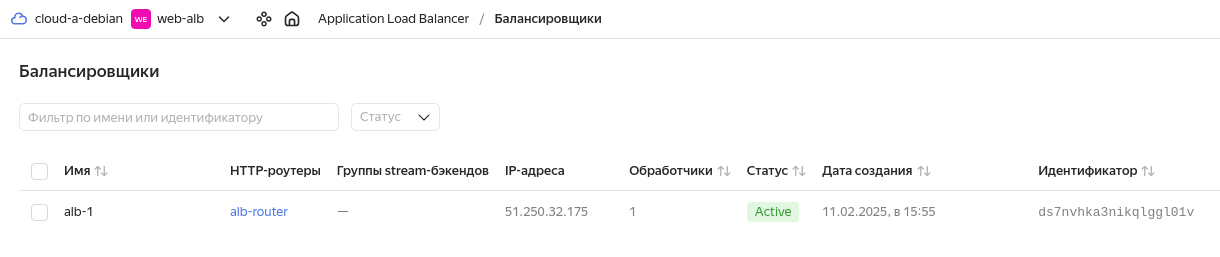 cloud-a-debian WE web-alb Application Load Balancer / Балансировщики
Балансировщики
Фильтр по имени или идентификатору Статус
Имя HTTP-роутеры Группы stream-бэкендов IP-адреса Обработчики Статус Дата создания Идентификатор
alb-1 alb-router — 51.250.32.175 1 Active 11.02.2025, в 15:55 ds7nvhka3nikqlggl01v